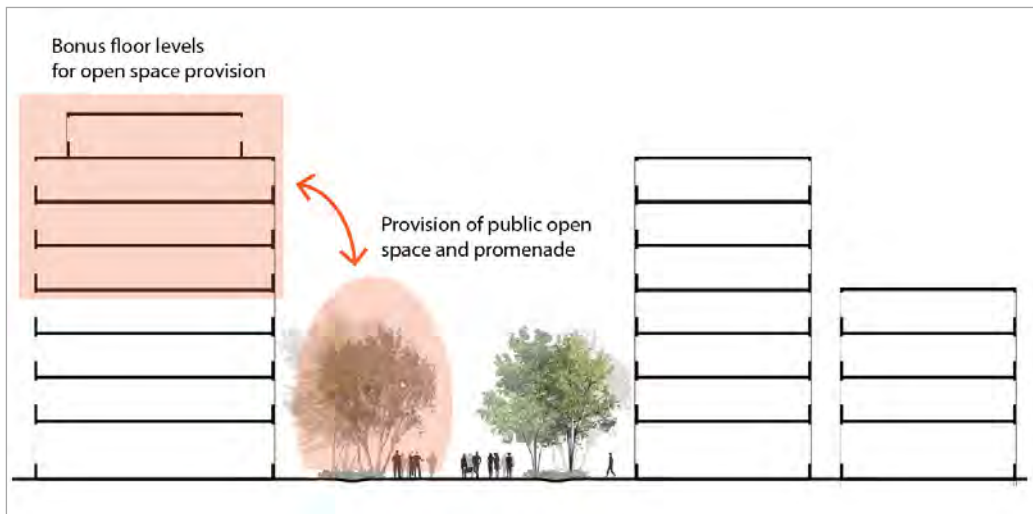 Bonus floor levels
for open space provision
Provision of public open
space and promenade